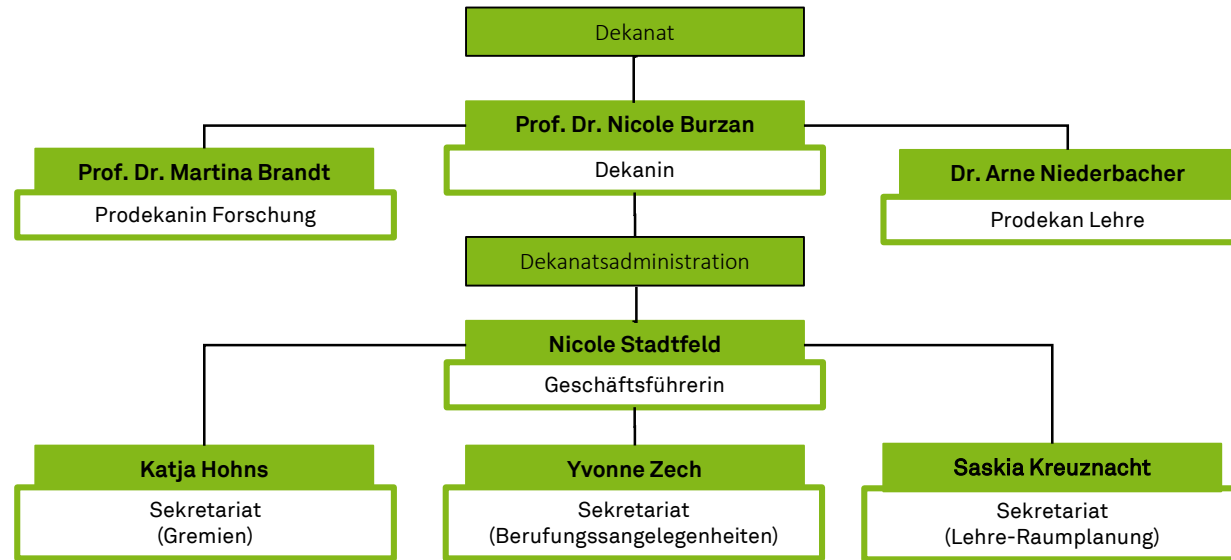 Dekanat
Prof. Dr. Nicole Burzan
Dekanin
Prof. Dr. Martina Brandt
Prodekanin Forschung
Dr. Arne Niederbacher
Prodekan Lehre
Dekanatsadministration
Nicole Stadtfeld
Geschäftsführerin
Katja Hohns
Sekretariat
(Gremien)
Yvonne Zech
Sekretariat
(Berufungssangelegenheiten)
Saskia Kreuznacht
Sekretariat
(Lehre-Raumplanung)